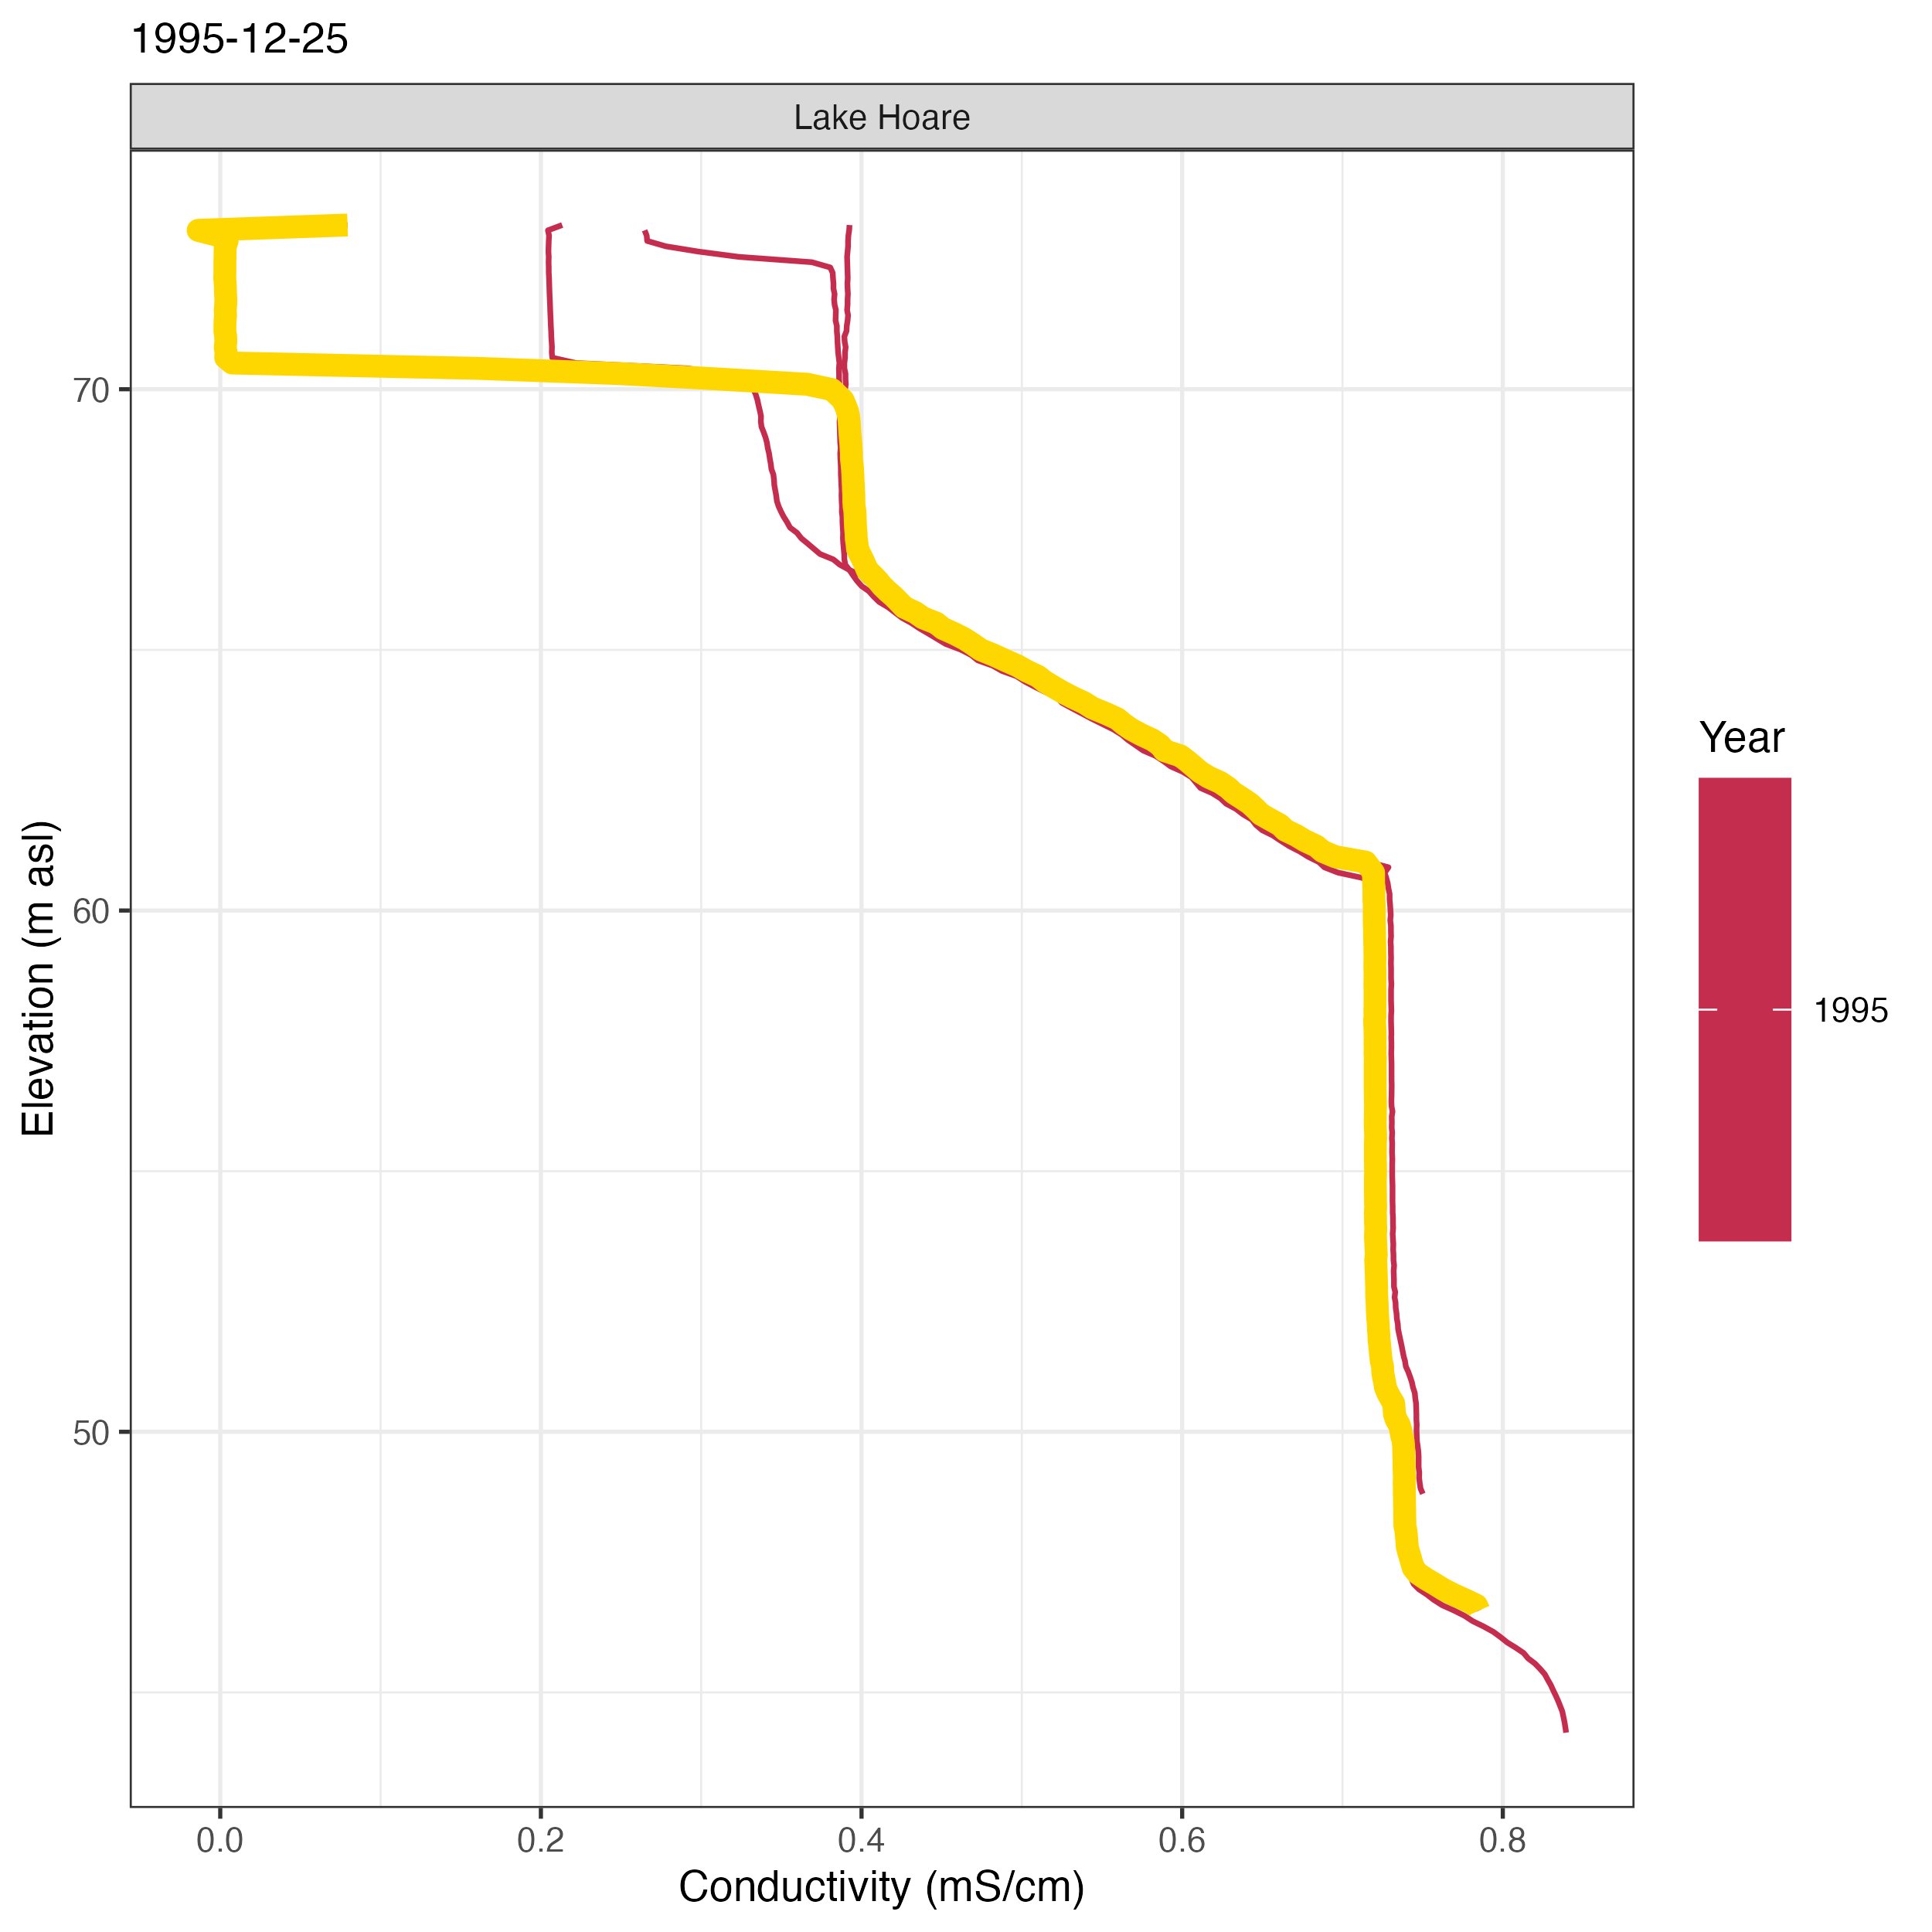 1995-12-25
Lake Hoare
70
60
50
Elevation (m asl)
0.0 0.2 0.4 0.6 0.8
Conductivity (mS/cm)
Year
1995